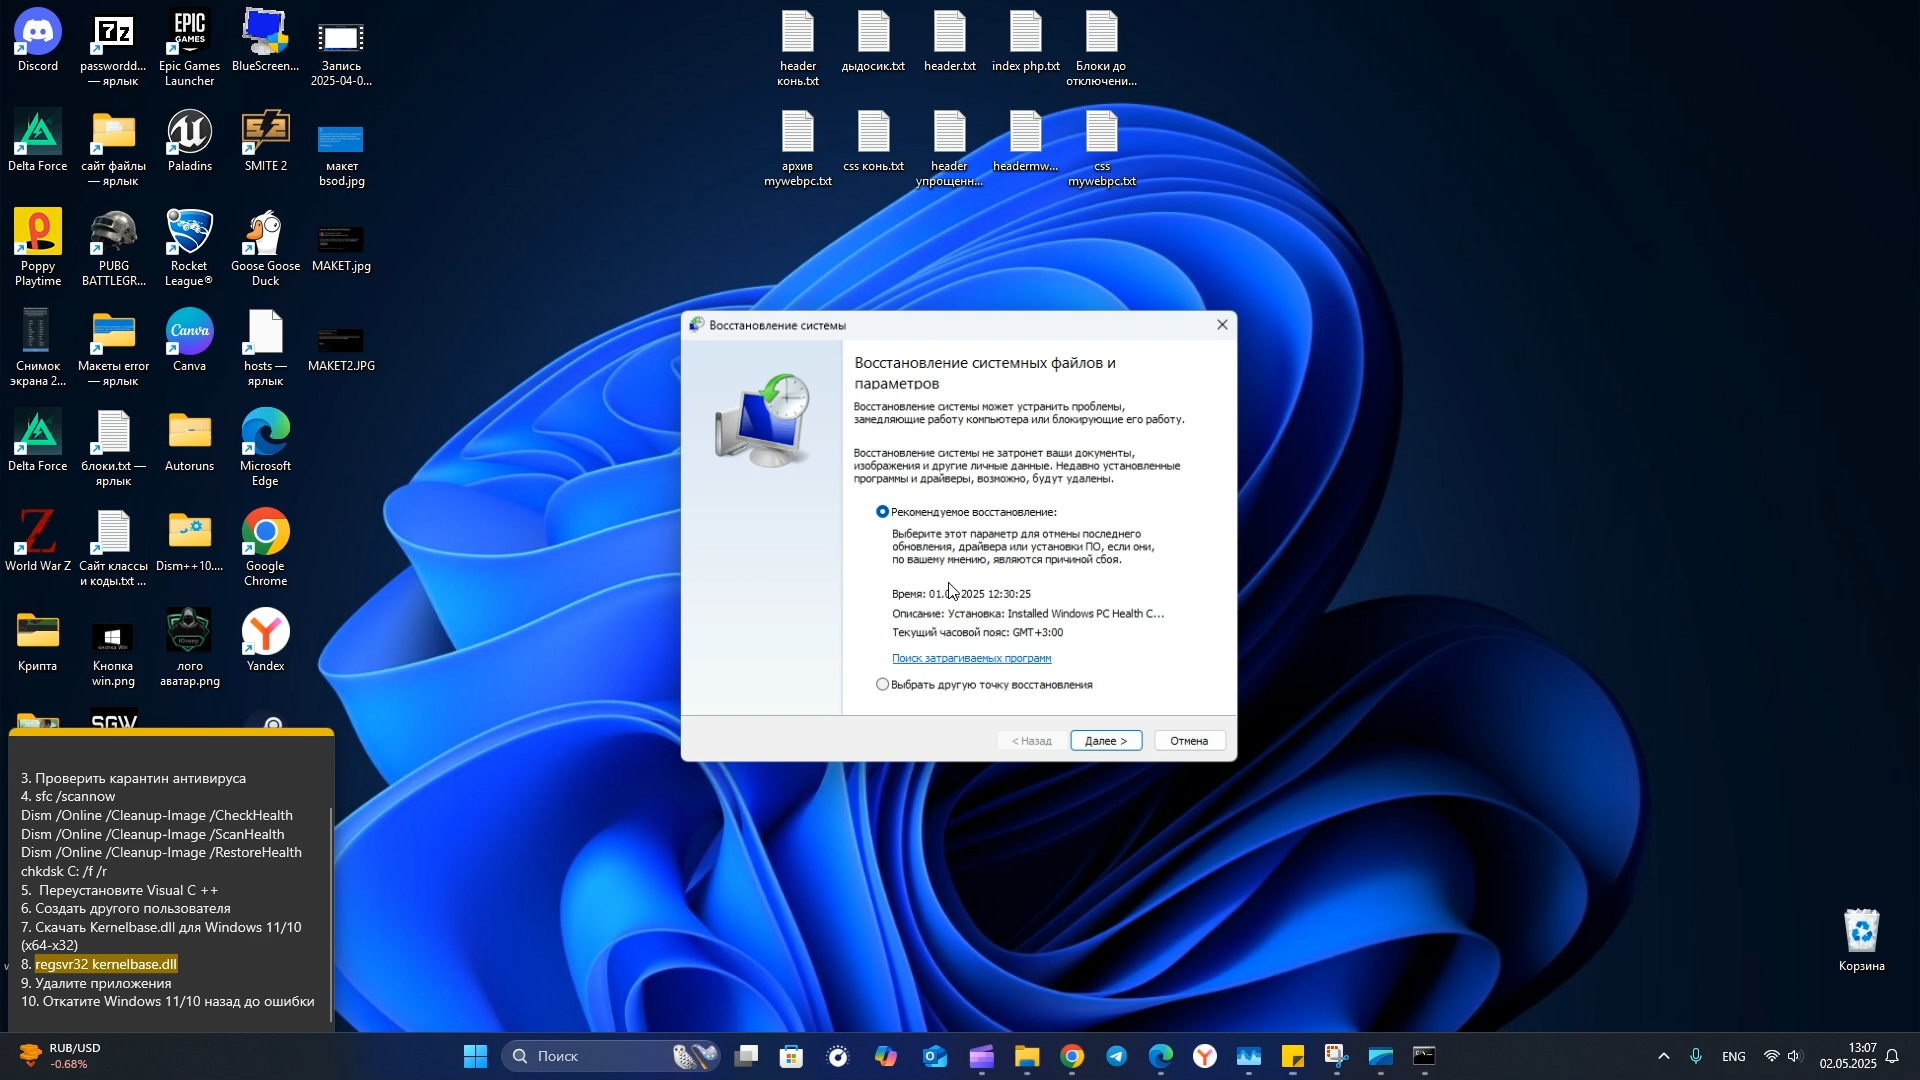 Discord
passwordd...
— ярлык
Epic Games
Launcher
BlueScreen...
Запись
2025-04-0...
header
конь.txt
дыдосик.txt
header.txt
index php.txt
Блоки до
отключени...
Delta Force
сайт файлы
— ярлык
Paladins
SMITE 2
макет
bsod.jpg
архив
mywebpc.txt
css конь.txt
header
упрощенн...
headermw...
css
mywebpc.txt
Poppy
Playtime
PUBG
BATTLEGR...
Rocket
League®
Goose Goose
Duck
МАКЕТ.jpg
Снимок
экрана 2...
Макеты error
— ярлык
Canva
hosts —
ярлык
МАКЕТ2.JPG
Delta Force
блоки.txt —
ярлык
Autoruns
Microsoft
Edge
World War Z
Сайт классы
и коды.txt ...
Dism++10....
Google
Chrome
Крипта
Кнопка
win.png
лого
аватар.png
Yandex
SGW
Восстановление системы
Восстановление системных файлов и
параметров
Восстановление системы может устранить проблемы,
замедляющие работу компьютера или блокирующие его работу.
Восстановление системы не затронет ваши документы,
изображения и другие личные данные. Недавно установленные
программы и драйверы, возможно, будут удалены.
Рекомендуемое восстановление:
Выберите этот параметр для отмены последнего
обновления, драйвера или установки ПО, если они,
по вашему мнению, являются причиной сбоя.
Время: 01. 2025 12:30:25
Описание: Установка: Installed Windows PC Health C...
Текущий часовой пояс: GMT+3:00
Поиск затрагиваемых программ
Выбрать другую точку восстановления
< Назад
Далее >
Отмена
3. Проверить карантин антивируса
4. sfc /scannow
Dism /Online /Cleanup-Image /CheckHealth
Dism /Online /Cleanup-Image /ScanHealth
Dism /Online /Cleanup-Image /RestoreHealth
chkdsk C: /f /r
5. Переустановите Visual C ++
6. Создать другого пользователя
7. Скачать Kernelbase.dll для Windows 11/10
(x64-x32)
8. regsvr32 kernelbase.dll
9. Удалите приложения
10. Откатите Windows 11/10 назад до ошибки
Корзина
RUB/USD
-0.68%
Поиск
ENG
13:07
02.05.2025